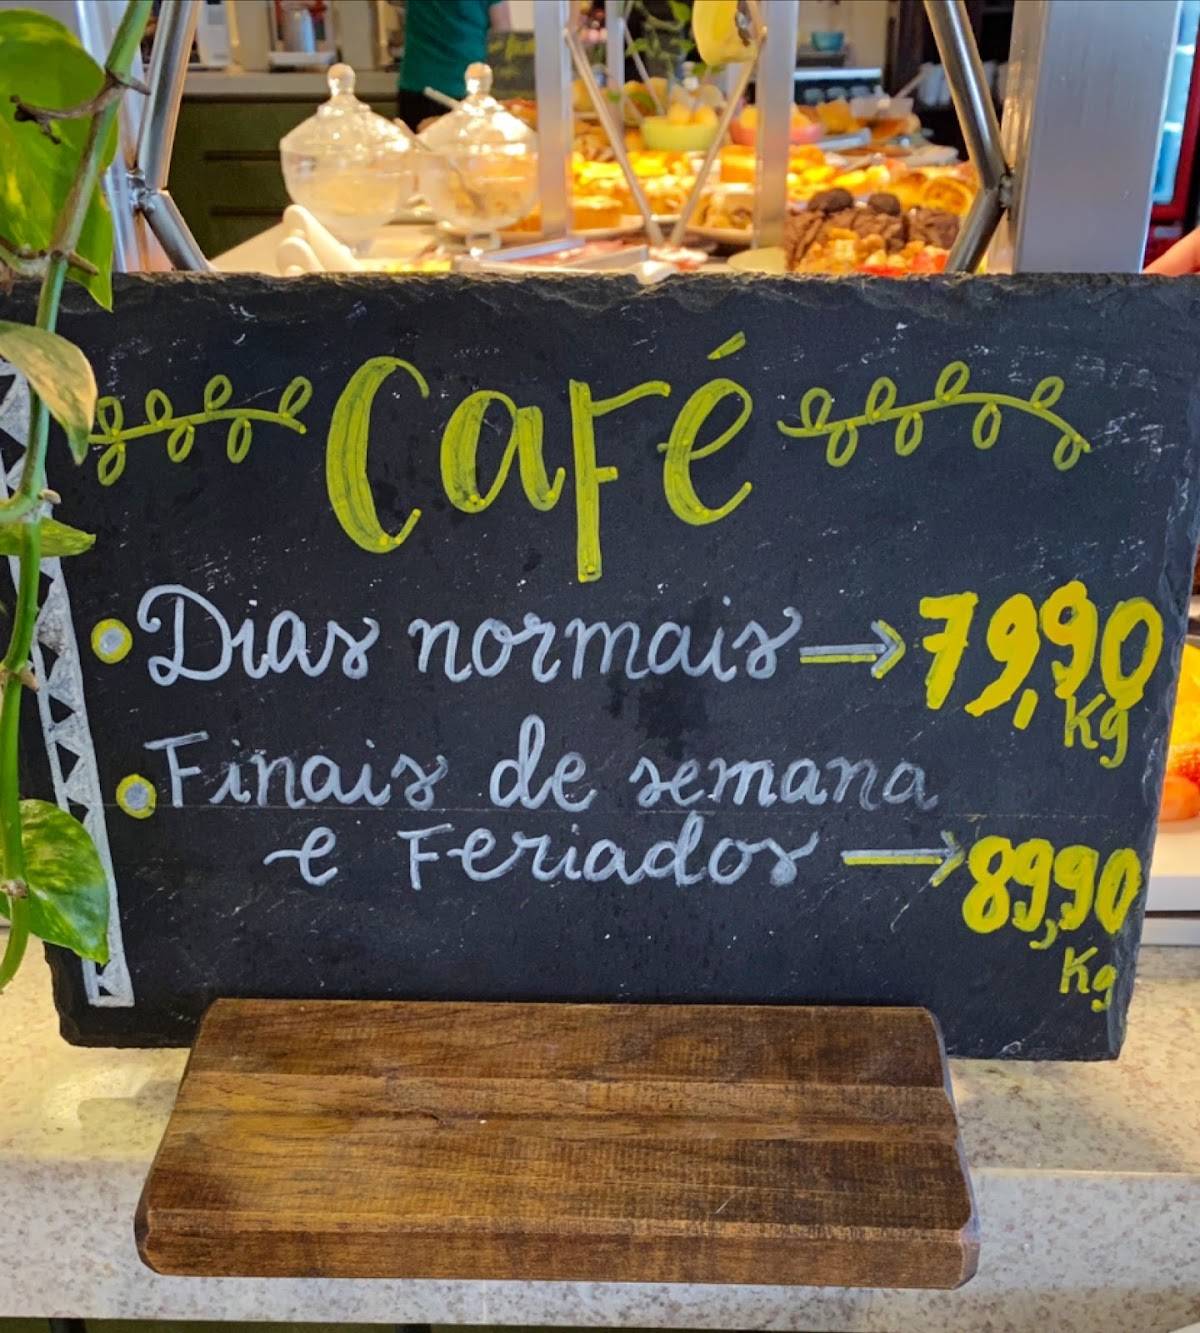 Café
Dias normais → 79,90
Kg
Finais de semana
e Feriados → 89,90
Kg